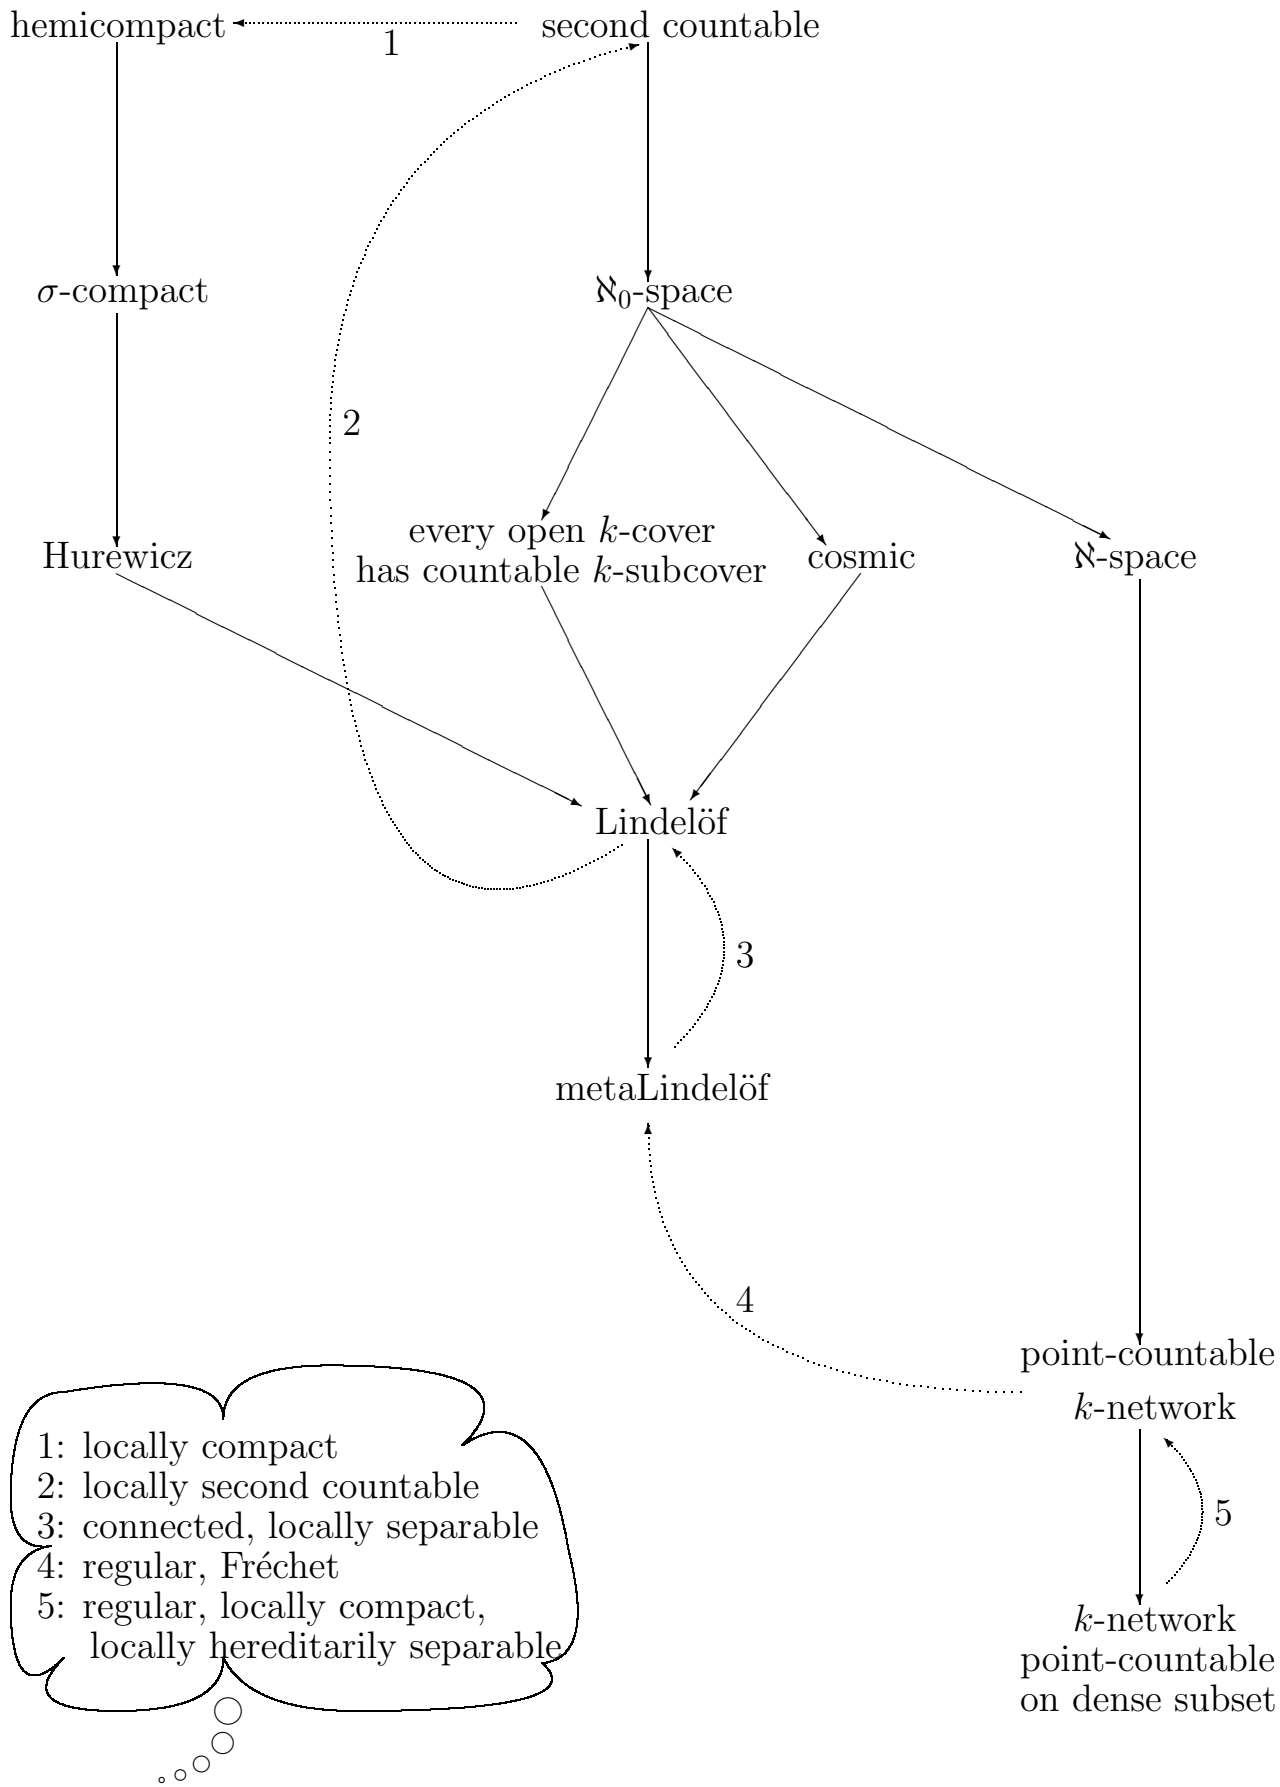 hemicompact
1
second countable
σ-compact
ℵ₀-space
2
Hurewicz
every open k-cover
has countable k-subcover
cosmic
ℵ-space
Lindelöf
3
metaLindelöf
4
point-countable
k-network
5
k-network
point-countable
on dense subset
1: locally compact
2: locally second countable
3: connected, locally separable
4: regular, Fréchet
5: regular, locally compact,
locally hereditarily separable